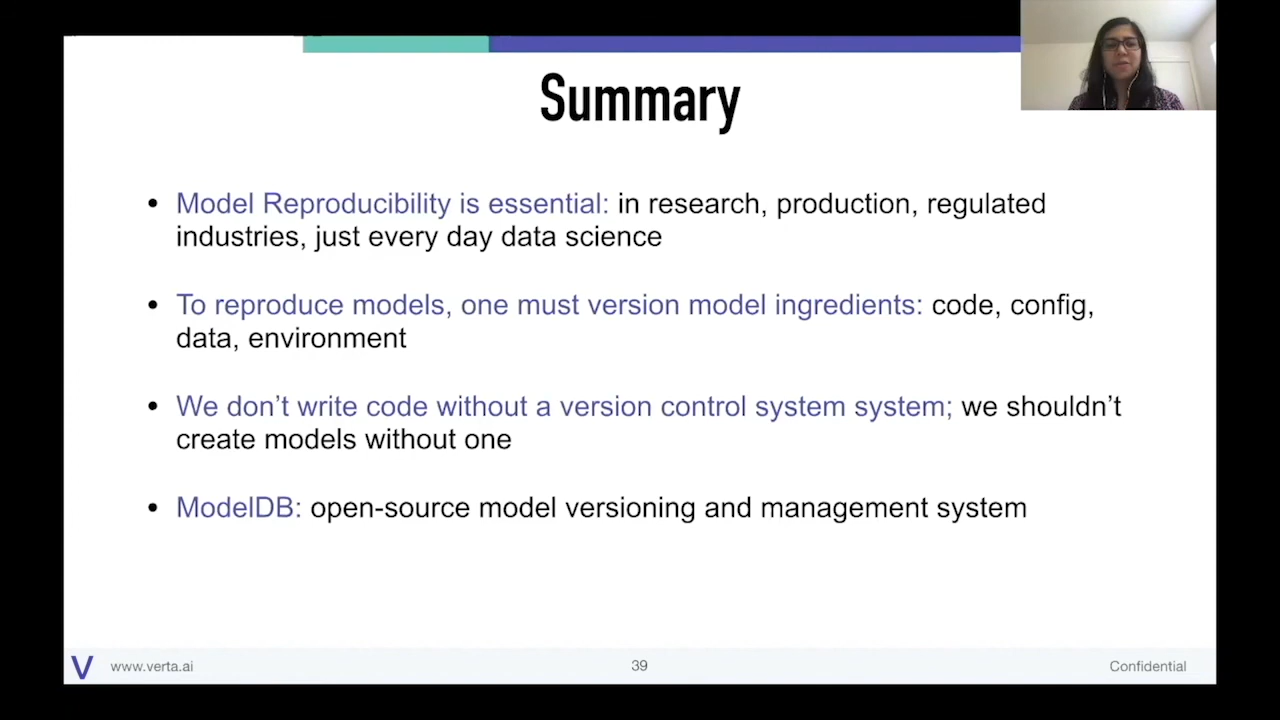 Summary
• Model Reproducibility is essential: in research, production, regulated
industries, just every day data science
• To reproduce models, one must version model ingredients: code, config,
data, environment
• We don’t write code without a version control system system; we shouldn’t
create models without one
• ModelDB: open-source model versioning and management system
V www.verta.ai 39 Confidential